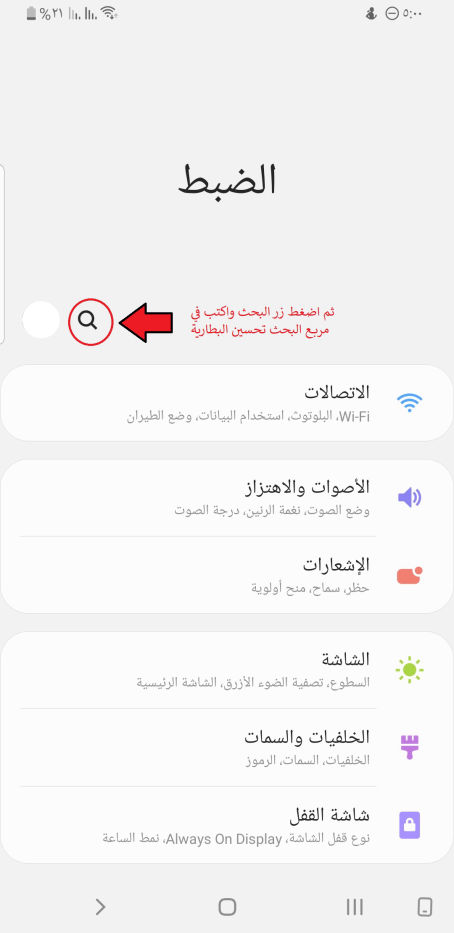 ٥:٠٠
%٢١
الضبط
ثم اضغط زر البحث واكتب في
مربع البحث تحسين البطارية
الاتصالات
Wi-Fi، البلوتوث، استخدام البيانات، وضع الطيران
الأصوات والاهتزاز
وضع الصوت، نغمة الرنين، درجة الصوت
الإشعارات
حظر، سماح، منح أولوية
الشاشة
السطوع، تصفية الضوء الأزرق، الشاشة الرئيسية
الخلفيات والسمات
الخلفيات، السمات، الرموز
شاشة القفل
نوع قفل الشاشة، Always On Display، نمط الساعة